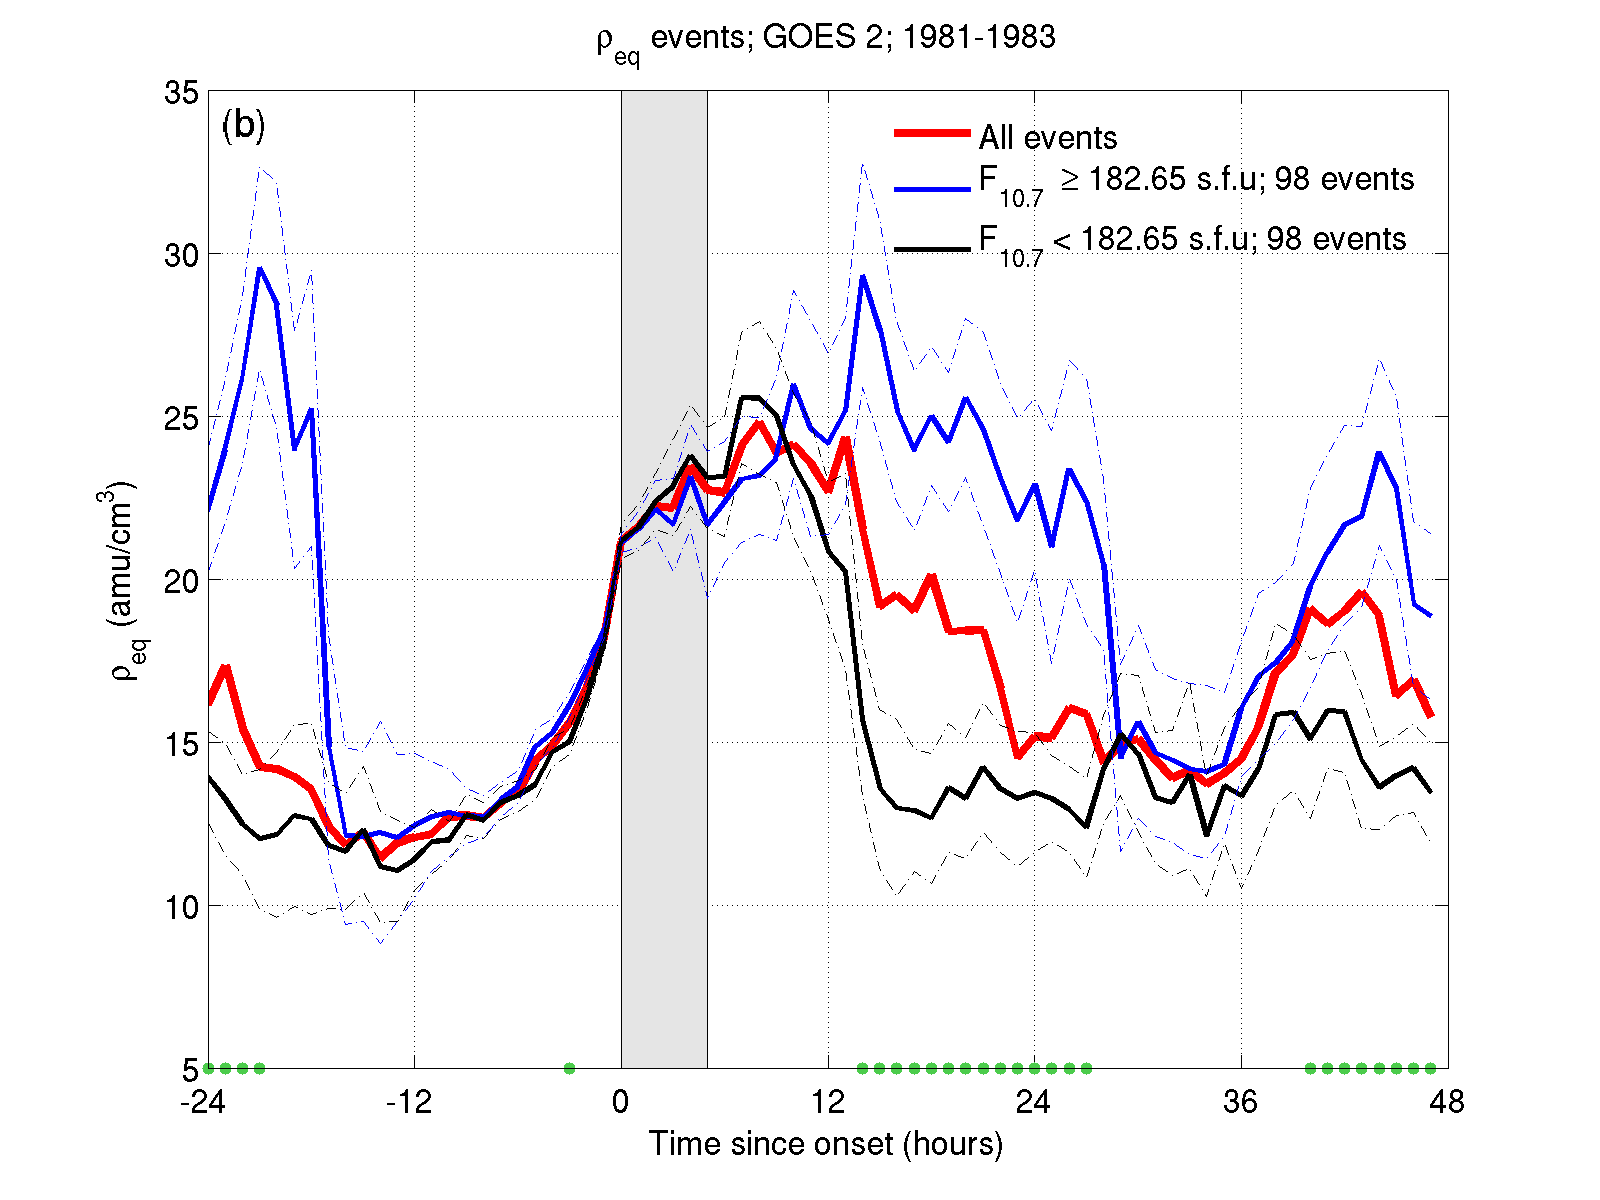 ρeq events; GOES 2; 1981-1983
(b)
All events
F10.7 ≥ 182.65 s.f.u; 98 events
F10.7 < 182.65 s.f.u; 98 events
35
30
25
20
15
10
5
ρeq (amu/cm3)
-24 -12 0 12 24 36 48
Time since onset (hours)